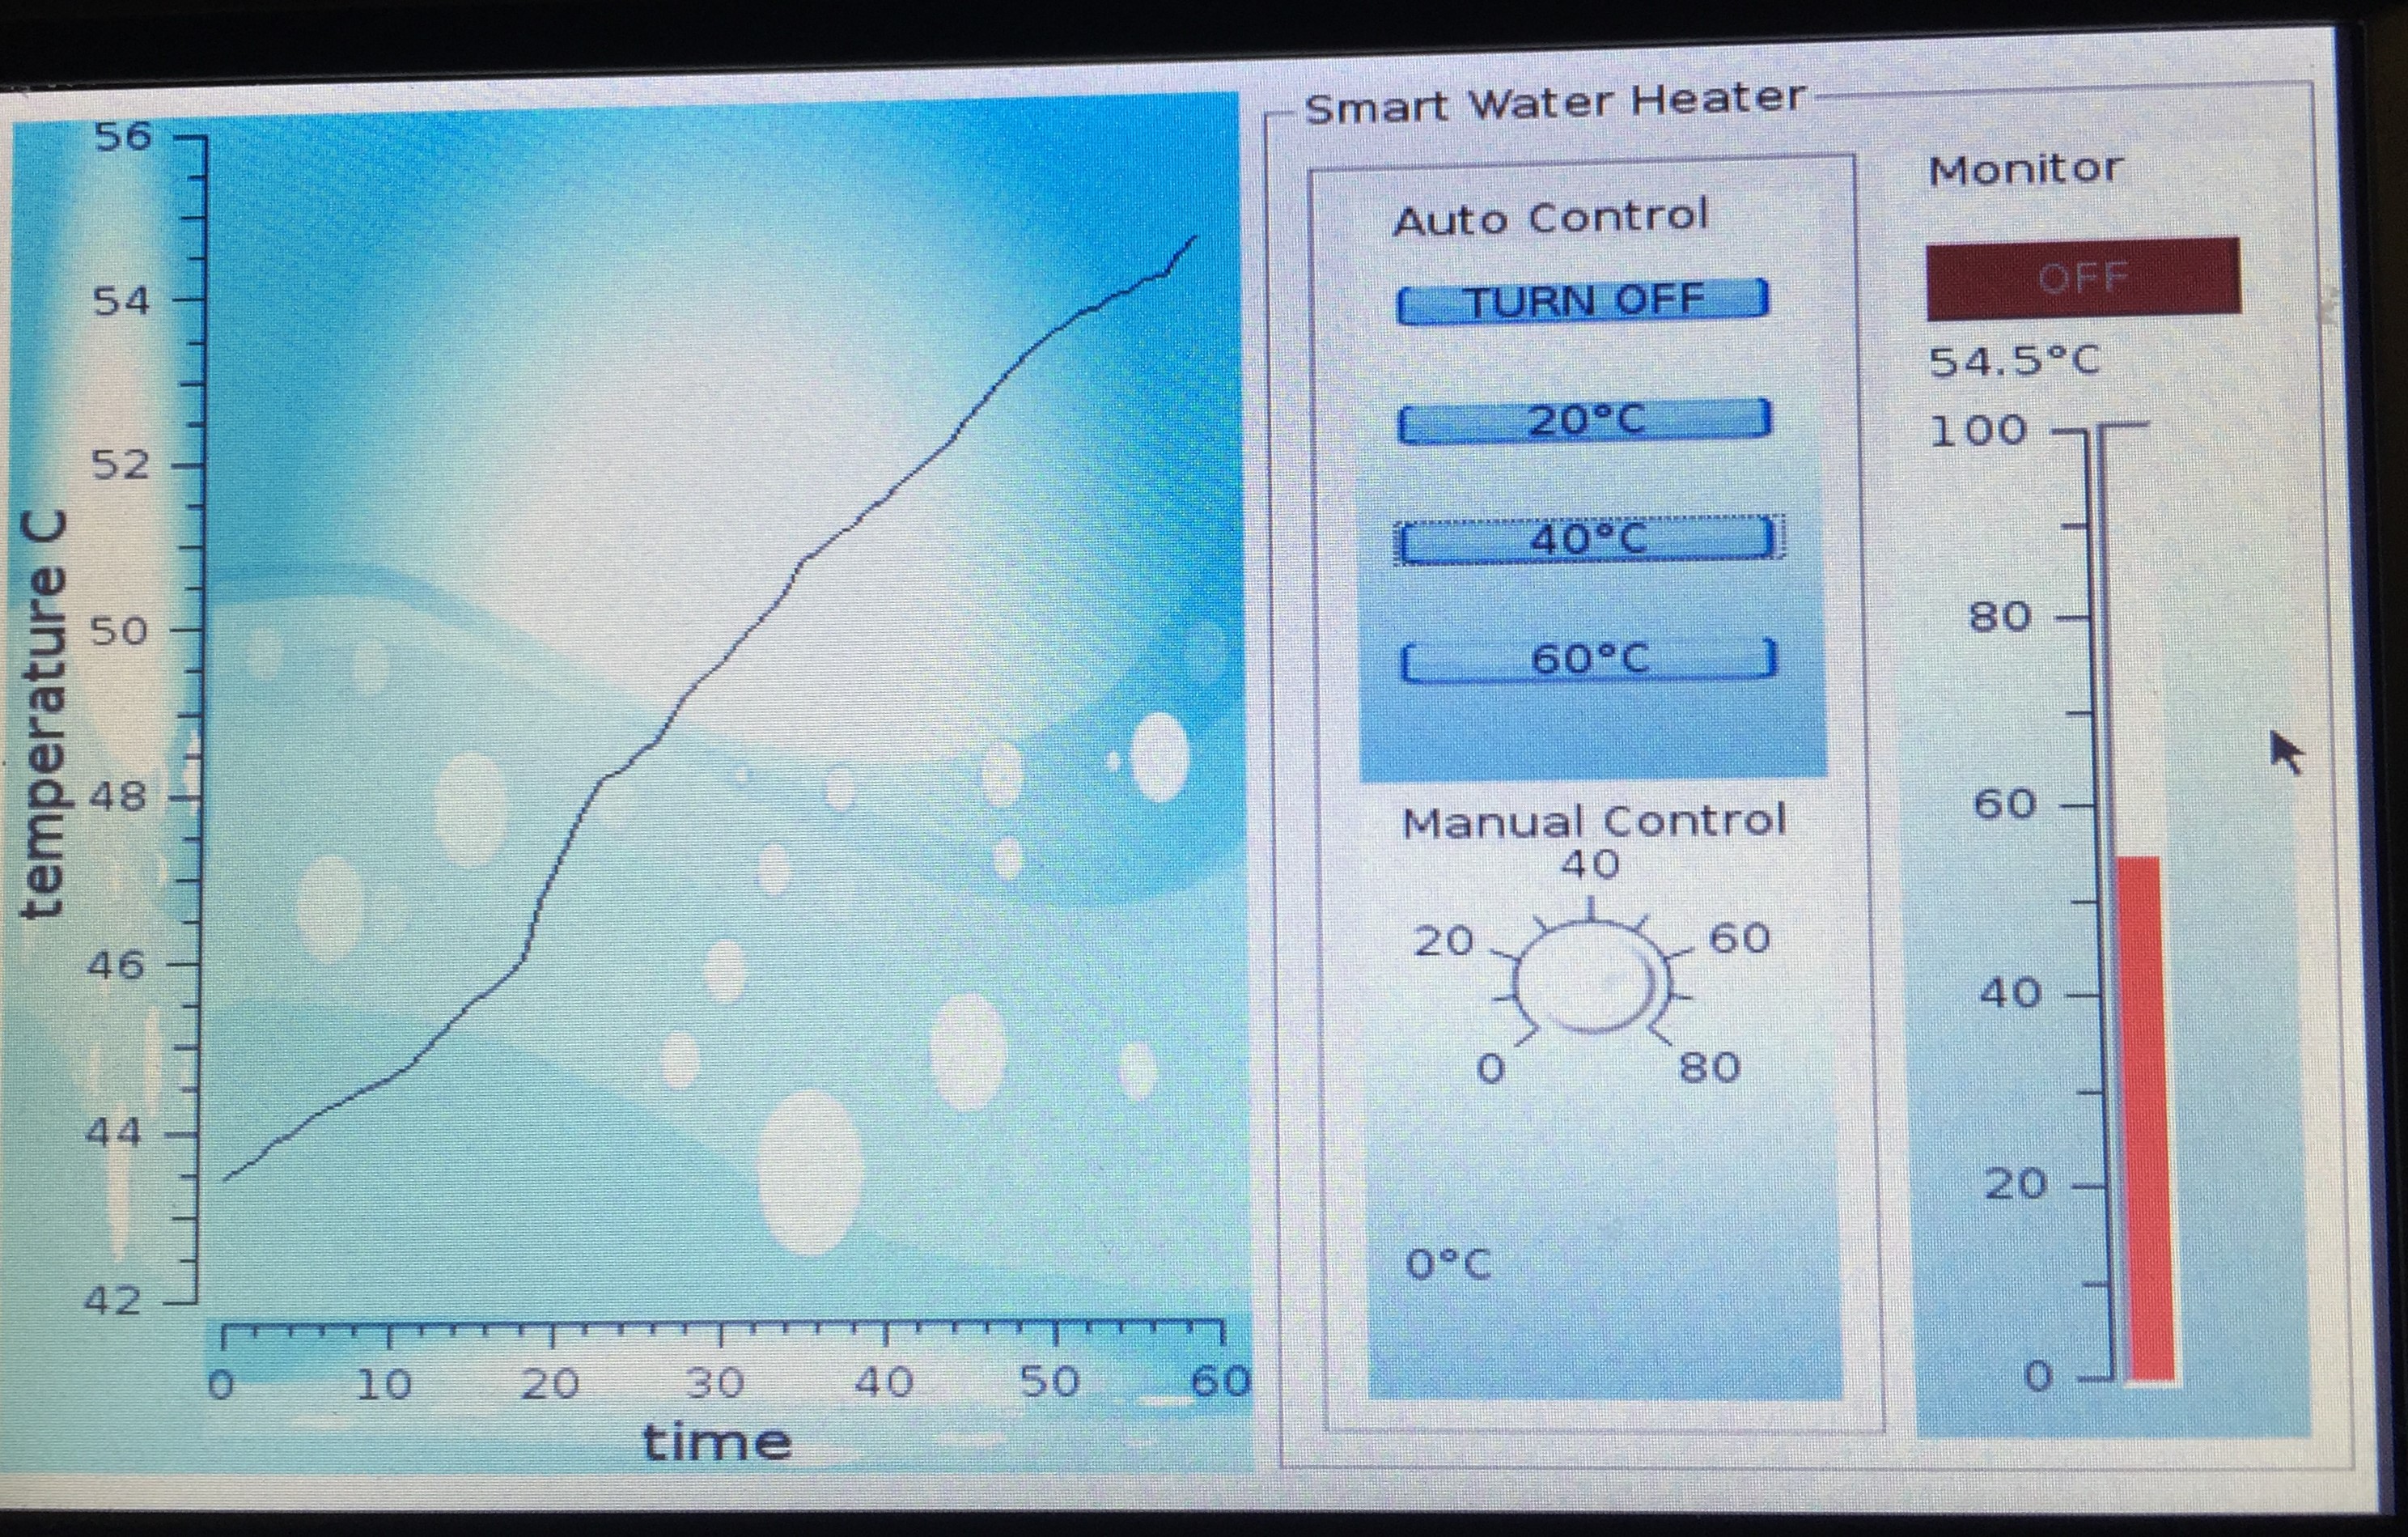 56
54
52
50
48
46
44
42
temperature C
0 10 20 30 40 50 60
time
Smart Water Heater
Auto Control
TURN OFF
20°C
40°C
60°C
Manual Control
40
20 60
0 80
0°C
Monitor
OFF
54.5°C
100
80
60
40
20
0